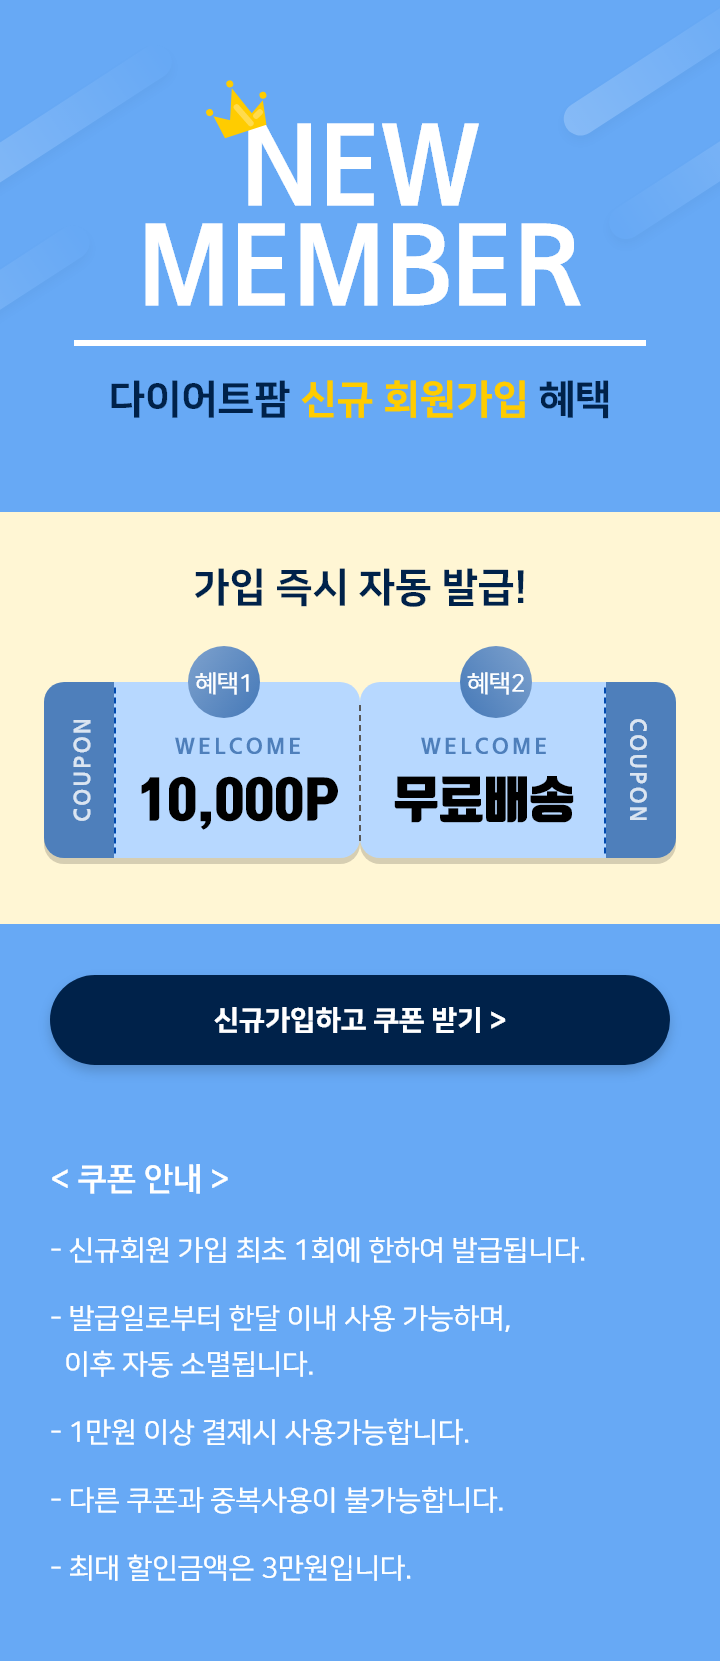 NEW
MEMBER
다이어트팜 신규 회원가입 혜택
가입 즉시 자동 발급!
혜택1
COUPON
WELCOME
10,000P
혜택2
WELCOME
무료배송
COUPON
신규가입하고 쿠폰 받기 >
< 쿠폰 안내 >
- 신규회원 가입 최초 1회에 한하여 발급됩니다.
- 발급일로부터 한달 이내 사용 가능하며,
이후 자동 소멸됩니다.
- 1만원 이상 결제시 사용가능합니다.
- 다른 쿠폰과 중복사용이 불가능합니다.
- 최대 할인금액은 3만원입니다.